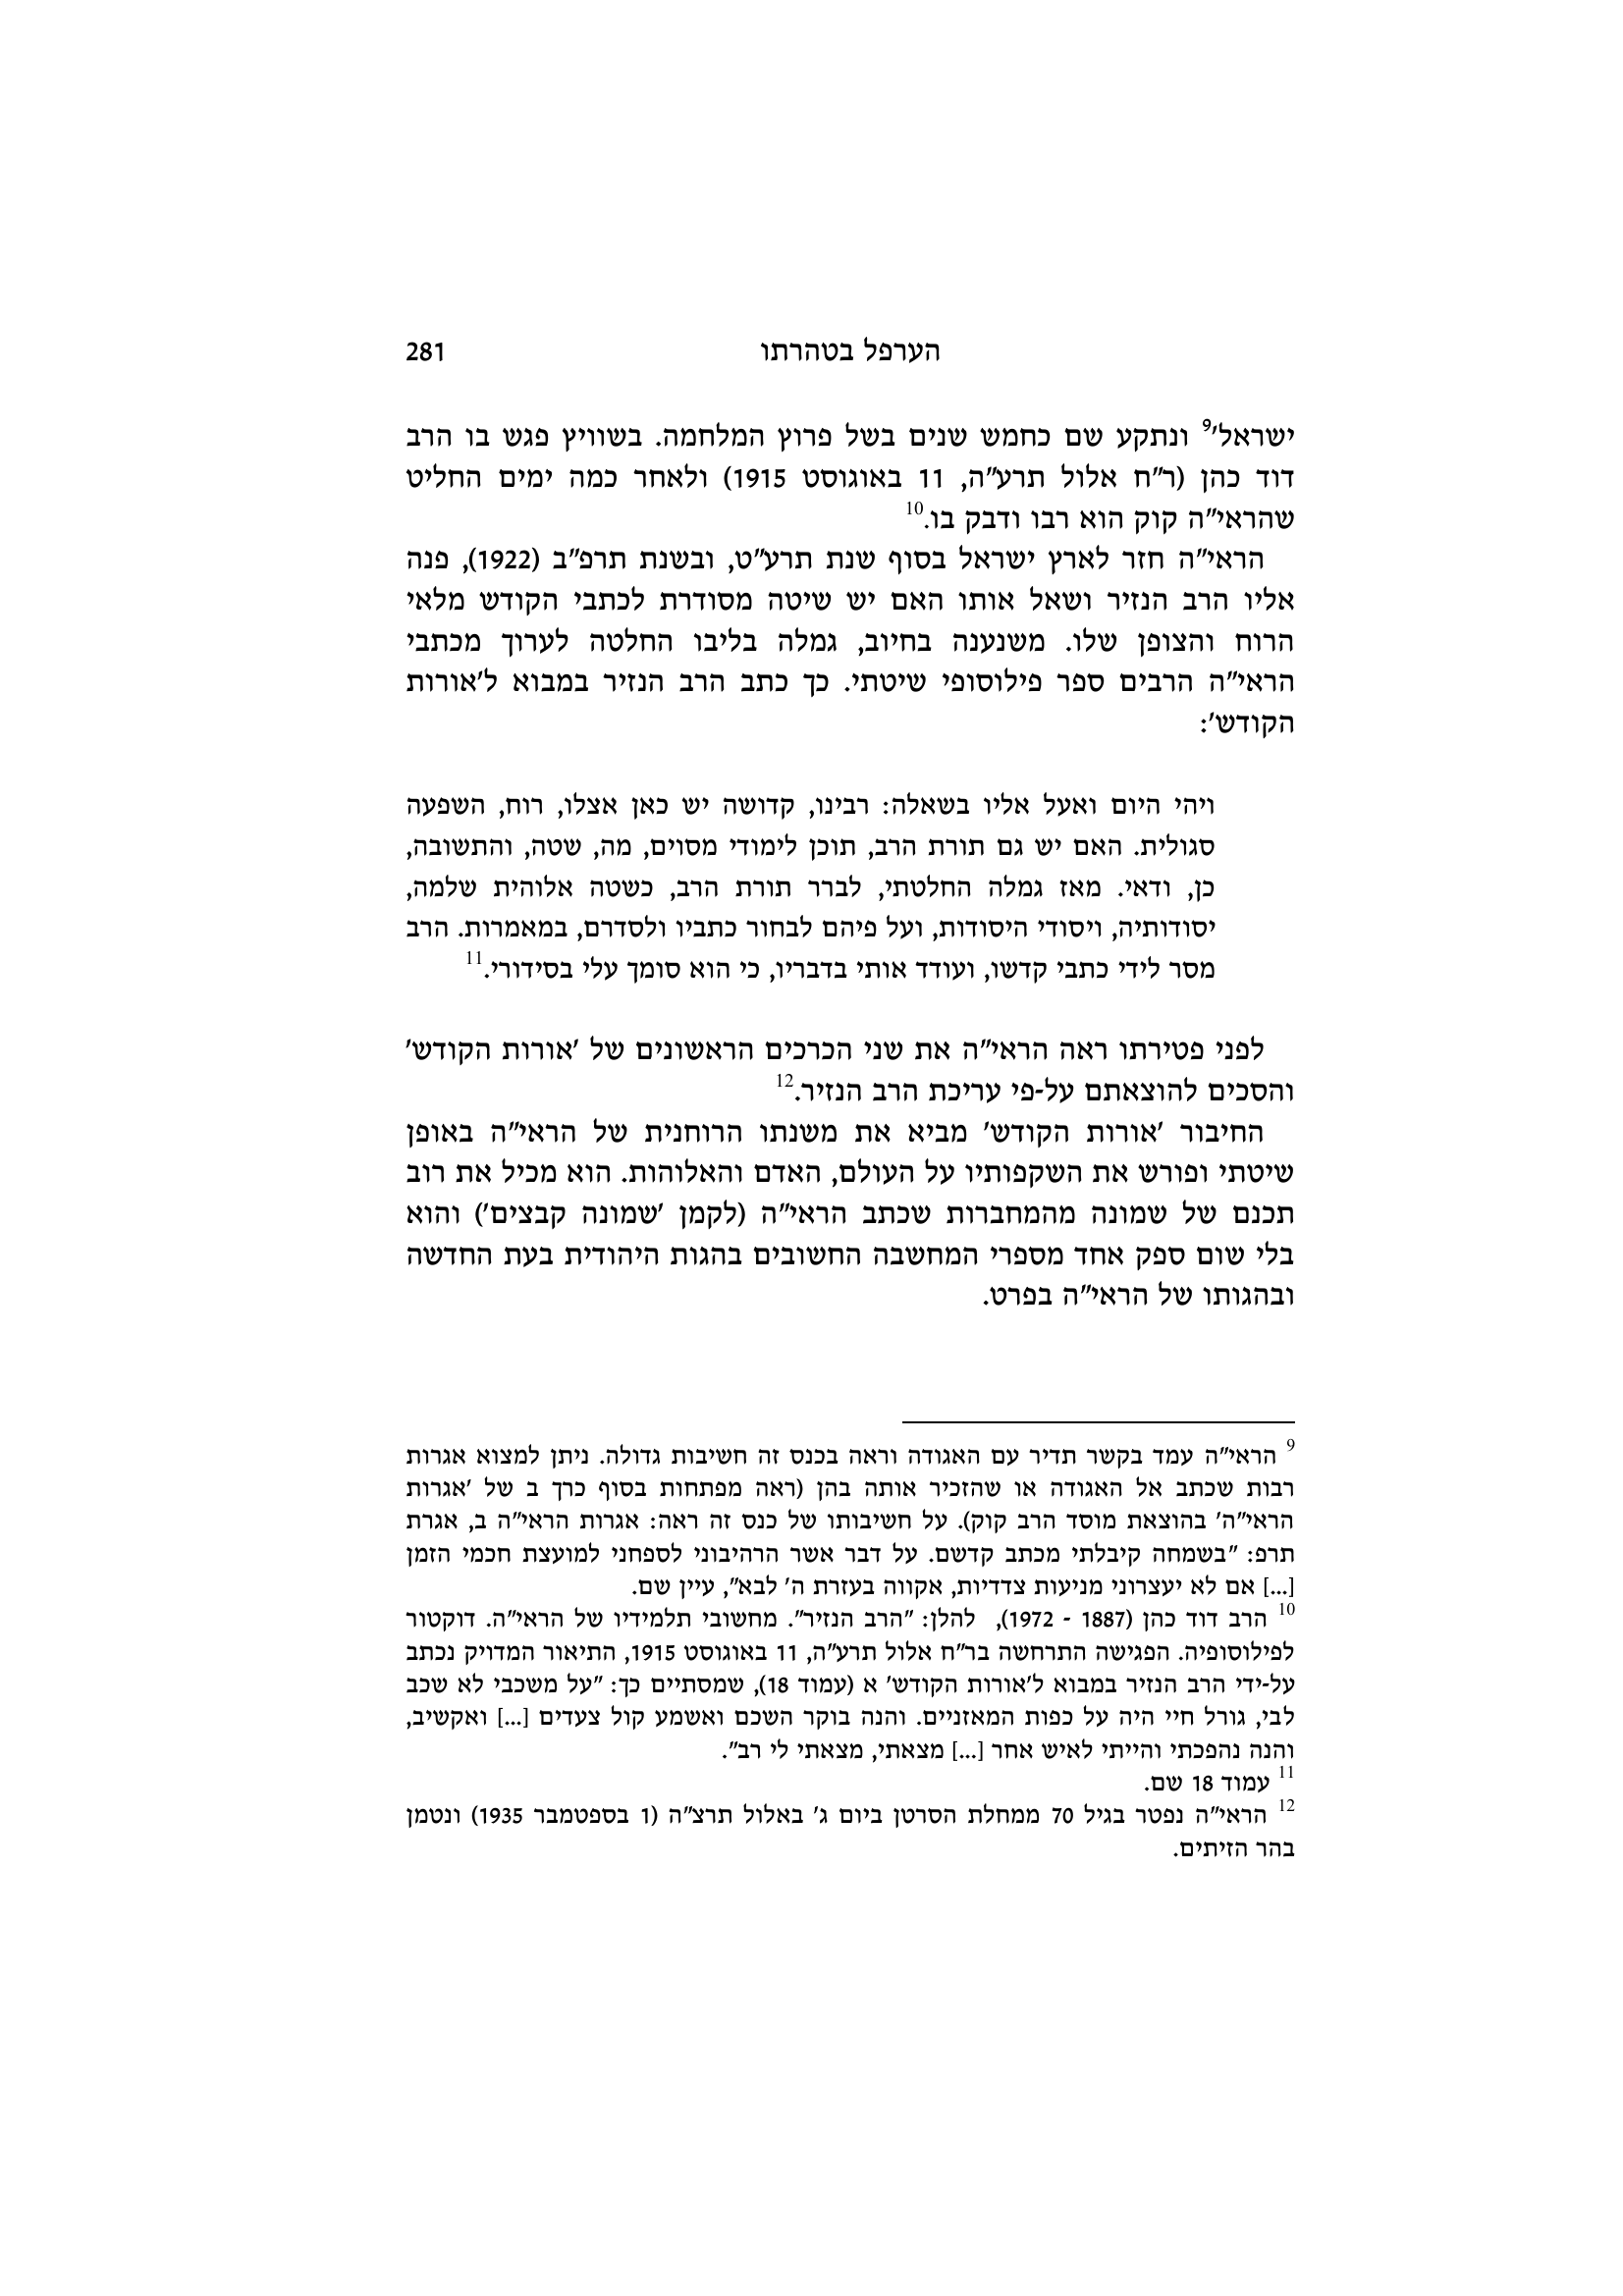 הערפל בטהרתו 281
ישראל'9 ונתקע שם כחמש שנים בשל פרוץ המלחמה. בשוויץ פגש בו הרב
דוד כהן (ר"ח אלול תרע"ה, 11 באוגוסט 1915) ולאחר כמה ימים החליט
שהראי"ה קוק הוא רבו ודבק בו.10
הראי"ה חזר לארץ ישראל בסוף שנת תרע"ט, ובשנת תרפ"ב (1922), פנה
אליו הרב הנזיר ושאל אותו האם יש שיטה מסודרת לכתבי הקודש מלאי
הרוח והצופן שלו. משנענה בחיוב, גמלה בליבו החלטה לערוך מכתבי
הראי"ה הרבים ספר פילוסופי שיטתי. כך כתב הרב הנזיר במבוא ל'אורות
הקודש':
ויהי היום ואעל אליו בשאלה: רבינו, קדושה יש כאן אצלו, רוח, השפעה
סגולית. האם יש גם תורת הרב, תוכן לימודי מסוים, מה, שטה, והתשובה,
כן, ודאי. מאז גמלה החלטתי, לברר תורת הרב, כשטה אלוהית שלמה,
יסודותיה, ויסודי היסודות, ועל פיהם לבחור כתביו ולסדרם, במאמרות. הרב
מסר לידי כתבי קדשו, ועודד אותי בדבריו, כי הוא סומך עלי בסידורי.11
לפני פטירתו ראה הראי"ה את שני הכרכים הראשונים של 'אורות הקודש'
והסכים להוצאתם על-פי עריכת הרב הנזיר.12
החיבור 'אורות הקודש' מביא את משנתו הרוחנית של הראי"ה באופן
שיטתי ופורש את השקפותיו על העולם, האדם והאלוהות. הוא מכיל את רוב
תכנם של שמונה מהמחברות שכתב הראי"ה (לקמן 'שמונה קבצים') והוא
בלי שום ספק אחד מספרי המחשבה החשובים בהגות היהודית בעת החדשה
ובהגותו של הראי"ה בפרט.
9 הראי"ה עמד בקשר תדיר עם האגודה וראה בכנס זה חשיבות גדולה. ניתן למצוא אגרות
רבות שכתב אל האגודה או שהזכיר אותה בהן (ראה מפתחות בסוף כרך ב של 'אגרות
הראי"ה' בהוצאת מוסד הרב קוק). על חשיבותו של כנס זה ראה: אגרות הראי"ה ב, אגרת
תרפ: "בשמחה קיבלתי מכתב קדשם. על דבר אשר הרהיבוני לספחני למועצת חכמי הזמן
[...] אם לא יעצרוני מניעות צדדיות, אקווה בעזרת ה' לבא", עיין שם.
10 הרב דוד כהן (1887 - 1972), להלן: "הרב הנזיר". מחשובי תלמידיו של הראי"ה. דוקטור
לפילוסופיה. הפגישה התרחשה בר"ח אלול תרע"ה, 11 באוגוסט 1915, התיאור המדויק נכתב
על-ידי הרב הנזיר במבוא ל'אורות הקודש' א (עמוד 18), שמסתיים כך: "על משכבי לא שכב
לבי, גורל חיי היה על כפות המאזניים. והנה בוקר השכם ואשמע קול צעדים [...] ואקשיב,
והנה נהפכתי והייתי לאיש אחר [...] מצאתי, מצאתי לי רב".
11 עמוד 18 שם.
12 הראי"ה נפטר בגיל 70 ממחלת הסרטן ביום ג' באלול תרצ"ה (1 בספטמבר 1935) ונטמן
בהר הזיתים.